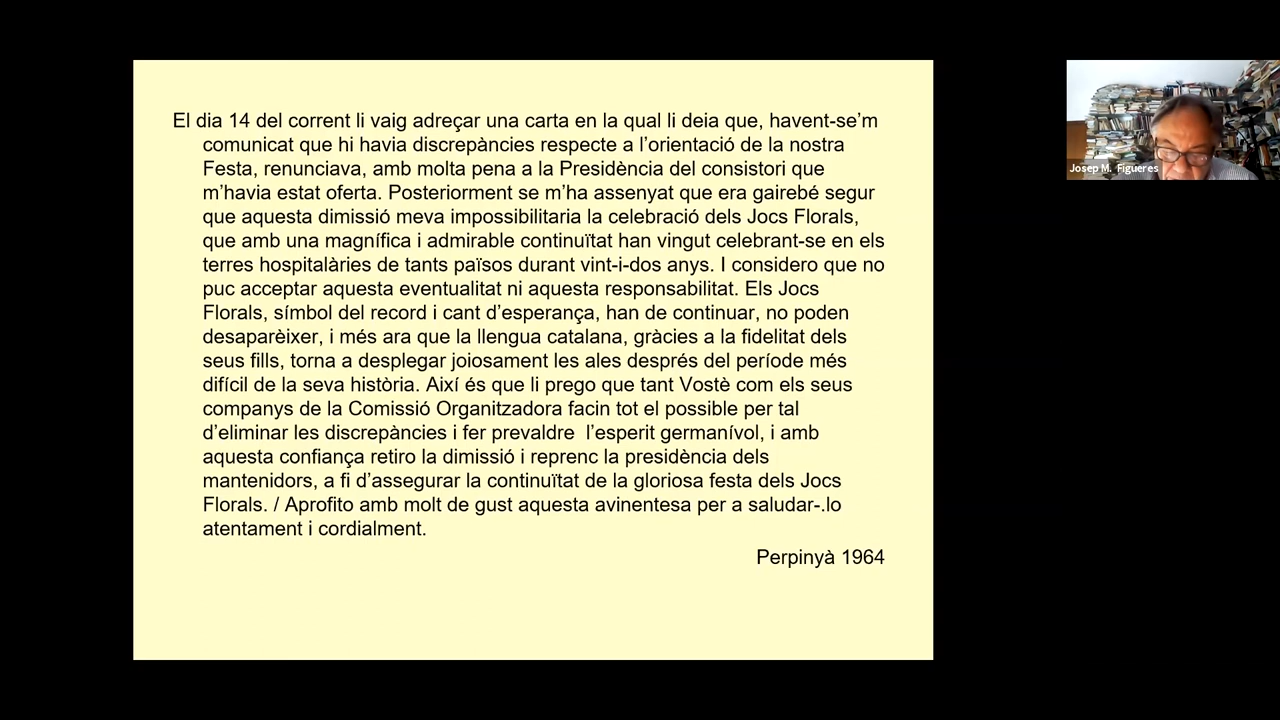 El dia 14 del corrent li vaig adreçar una carta en la qual li deia que, havent-se’m
comunicat que hi havia discrepàncies respecte a l’orientació de la nostra
Festa, renunciava, amb molta pena a la Presidència del consistori que
m’havia estat oferta. Posteriorment se m’ha assenyat que era gairebé segur
que aquesta dimissió meva impossibilitaria la celebració dels Jocs Florals,
que amb una magnífica i admirable continuïtat han vingut celebrant-se en els
terres hospitalàries de tants països durant vint-i-dos anys. I considero que no
puc acceptar aquesta eventualitat ni aquesta responsabilitat. Els Jocs
Florals, símbol del record i cant d’esperança, han de continuar, no poden
desaparèixer, i més ara que la llengua catalana, gràcies a la fidelitat dels
seus fills, torna a desplegar joiosament les ales després del període més
difícil de la seva història. Així és que li prego que tant Vostè com els seus
companys de la Comissió Organitzadora facin tot el possible per tal
d’eliminar les discrepàncies i fer prevaldre  l’esperit germanívol, i amb
aquesta confiança retiro la dimissió i reprenc la presidència dels
mantenidors, a fi d’assegurar la continuïtat de la gloriosa festa dels Jocs
Florals. / Aprofito amb molt de gust aquesta avinentesa per a saludar-.lo
atentament i cordialment.
Perpinyà 1964
Josep M. Figueres